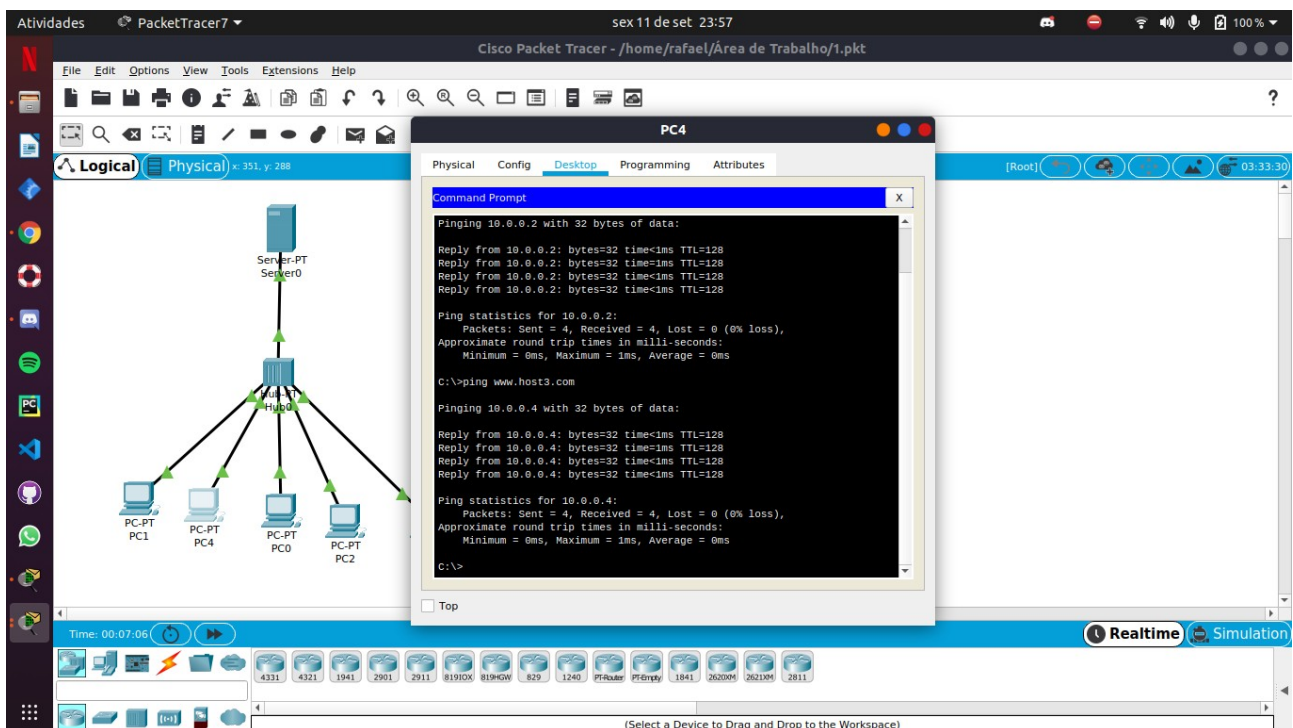 Atividades PacketTracer7 sex 11 de set 23:57 100 %
Cisco Packet Tracer - /home/rafael/Área de Trabalho/1.pkt
File Edit Options View Tools Extensions Help
?
PC4
Logical Physical x: 351, y: 288 [Root] 03:33:30
Physical Config Desktop Programming Attributes
Command Prompt X
Pinging 10.0.0.2 with 32 bytes of data:
Reply from 10.0.0.2: bytes=32 time<1ms TTL=128
Reply from 10.0.0.2: bytes=32 time=1ms TTL=128
Reply from 10.0.0.2: bytes=32 time<1ms TTL=128
Reply from 10.0.0.2: bytes=32 time<1ms TTL=128
Ping statistics for 10.0.0.2:
Packets: Sent = 4, Received = 4, Lost = 0 (0% loss),
Approximate round trip times in milli-seconds:
Minimum = 0ms, Maximum = 1ms, Average = 0ms
C:\>ping www.host3.com
Pinging 10.0.0.4 with 32 bytes of data:
Reply from 10.0.0.4: bytes=32 time<1ms TTL=128
Reply from 10.0.0.4: bytes=32 time=1ms TTL=128
Reply from 10.0.0.4: bytes=32 time<1ms TTL=128
Reply from 10.0.0.4: bytes=32 time<1ms TTL=128
Ping statistics for 10.0.0.4:
Packets: Sent = 4, Received = 4, Lost = 0 (0% loss),
Approximate round trip times in milli-seconds:
Minimum = 0ms, Maximum = 1ms, Average = 0ms
C:\>
Top
Server-PT
Server0
Hub-PT
Hub0
PC-PT
PC1
PC-PT
PC4
PC-PT
PC0
PC-PT
PC2
Time: 00:07:06 Realtime Simulation
4331 4321 1941 2901 2911 819IOX 819HGW 829 1240 PT-Router PT-Empty 1841 2620XM 2621XM 2811
(Select a Device to Drag and Drop to the Workspace)